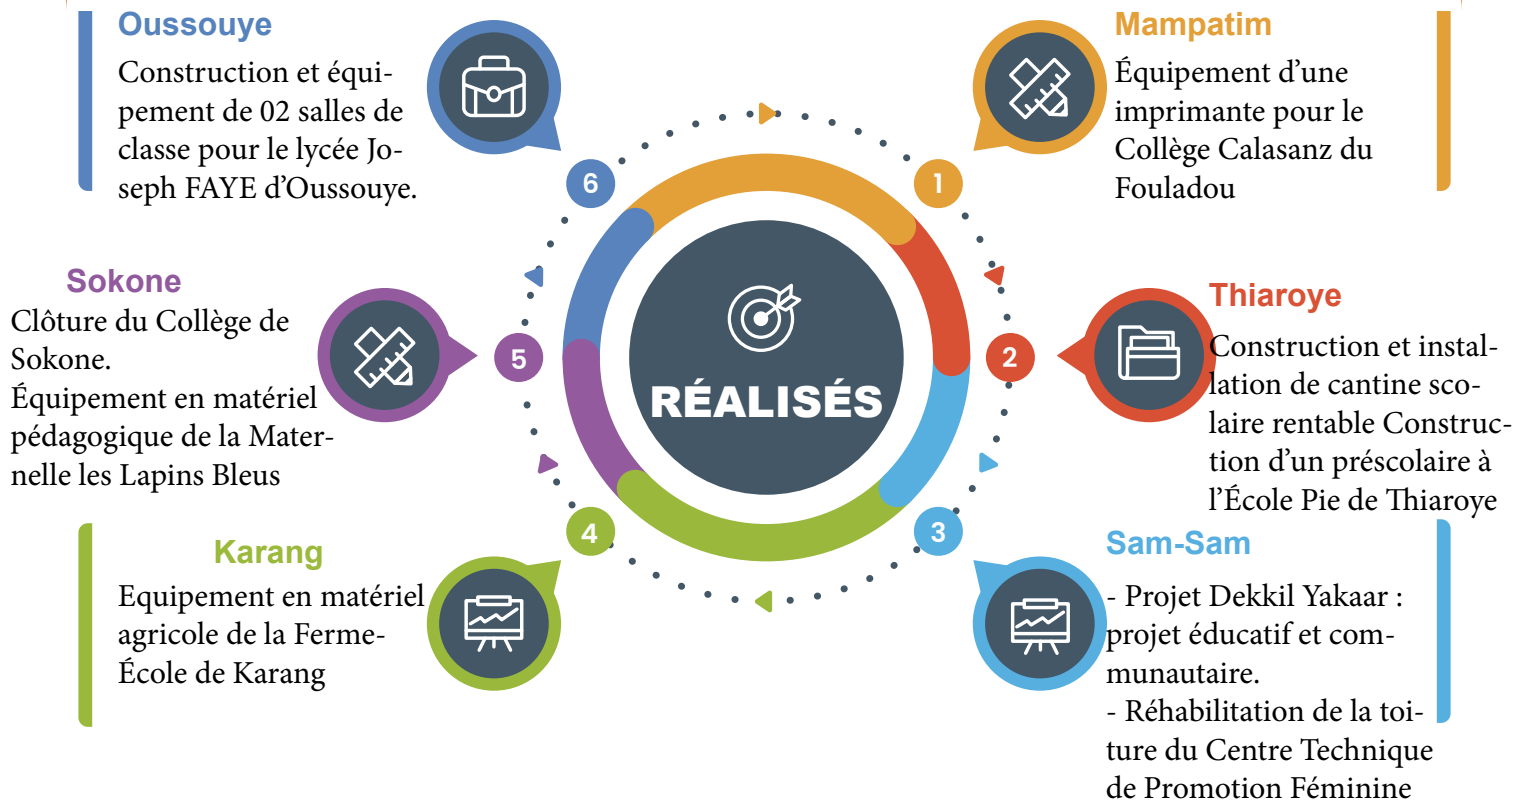 Oussouye
Construction et équi-
pement de 02 salles de
classe pour le lycée Jo-
seph FAYE d'Oussouye.
6
Mampatim
Équipement d'une
imprimante pour le
Collège Calasanz du
Fouladou
1
Sokone
Clôture du Collège de
Sokone.
Équipement en matériel
pédagogique de la Mater-
nelle les Lapins Bleus
5
RÉALISÉS
Thiaroye
Construction et instal-
lation de cantine sco-
laire rentable Construc-
tion d'un préscolaire à
l'École Pie de Thiaroye
2
Karang
Equipement en matériel
agricole de la Ferme-
École de Karang
4
Sam-Sam
- Projet Dekkil Yakaar :
projet éducatif et com-
munautaire.
- Réhabilitation de la toi-
ture du Centre Technique
de Promotion Féminine
3